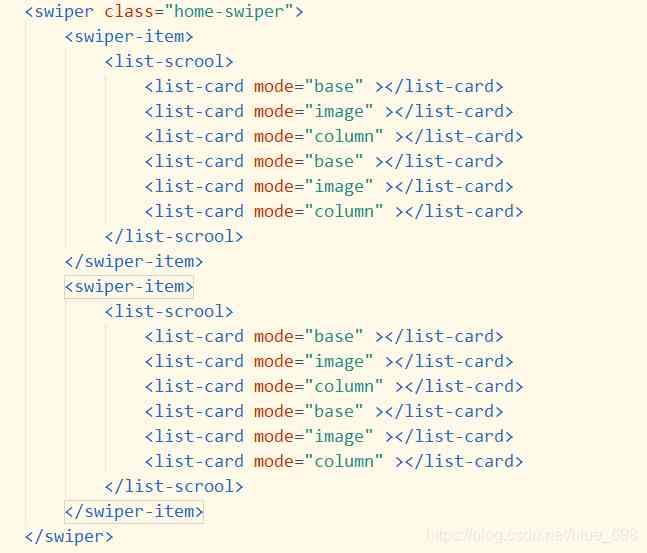 <swiper class="home-swiper">
<swiper-item>
<list-scrool>
<list-card mode="base" ></list-card>
<list-card mode="image" ></list-card>
<list-card mode="column" ></list-card>
<list-card mode="base" ></list-card>
<list-card mode="image" ></list-card>
<list-card mode="column" ></list-card>
</list-scrool>
</swiper-item>
<swiper-item>
<list-scrool>
<list-card mode="base" ></list-card>
<list-card mode="image" ></list-card>
<list-card mode="column" ></list-card>
<list-card mode="base" ></list-card>
<list-card mode="image" ></list-card>
<list-card mode="column" ></list-card>
</list-scrool>
</swiper-item>
</swiper>
https://blog.csdn.net/blue_698